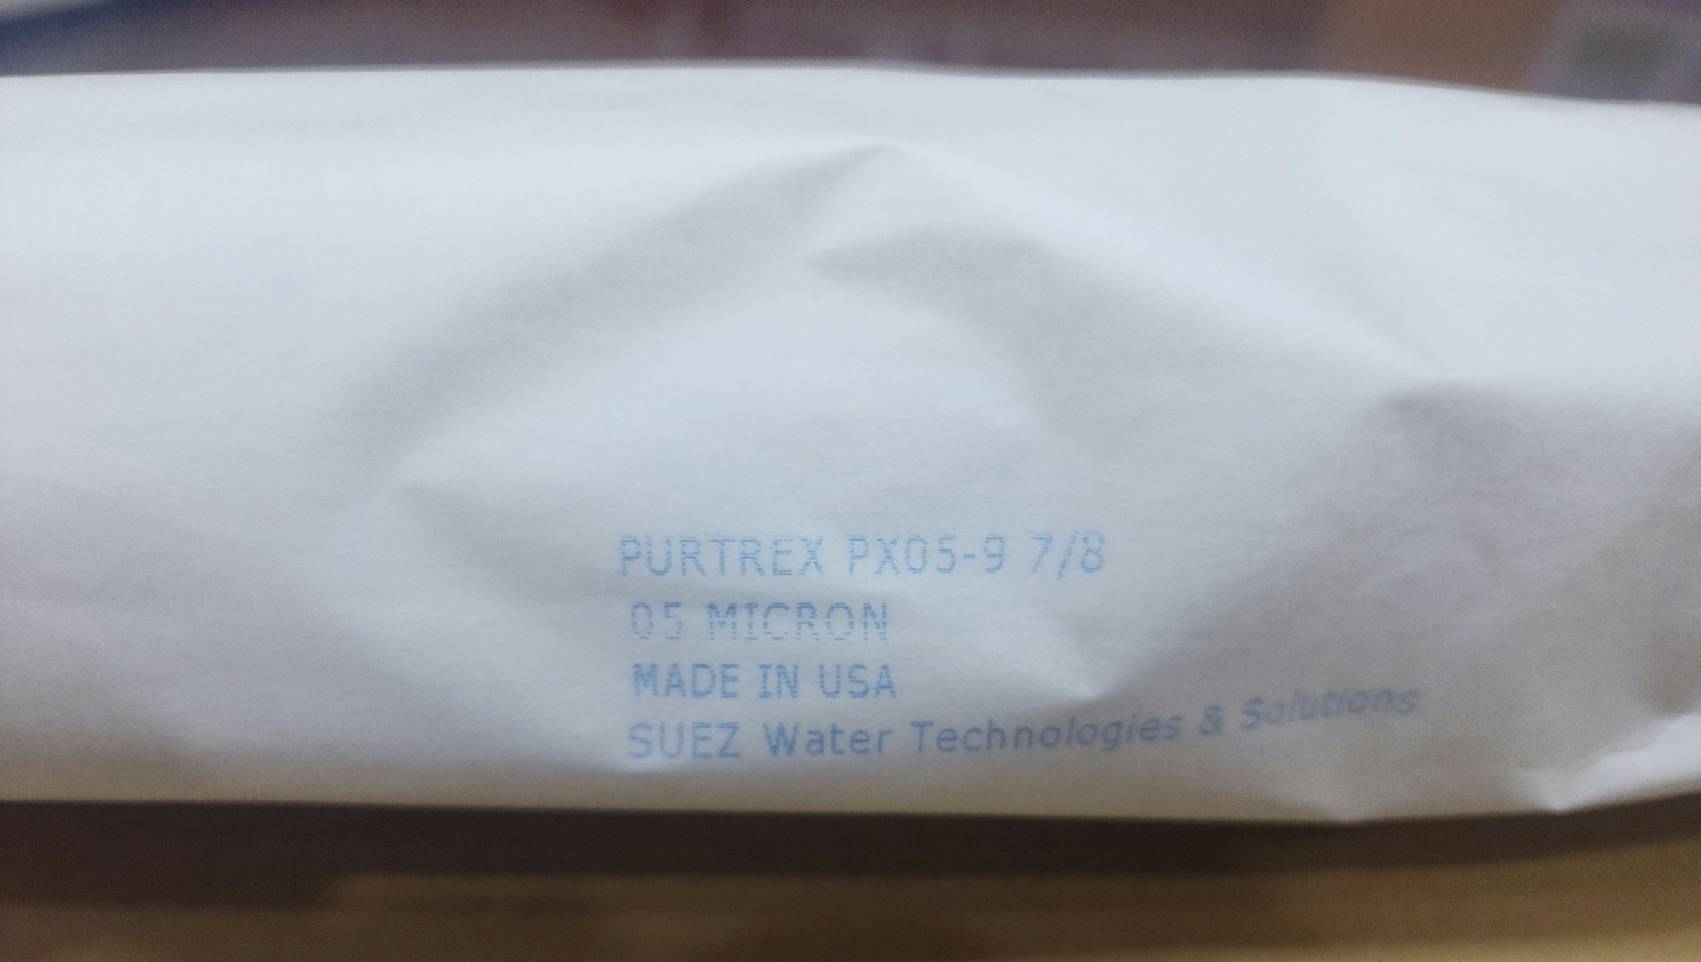 PURTREX PX05-9 7/8
05 MICRON
MADE IN USA
SUEZ Water Technologies & Solutions